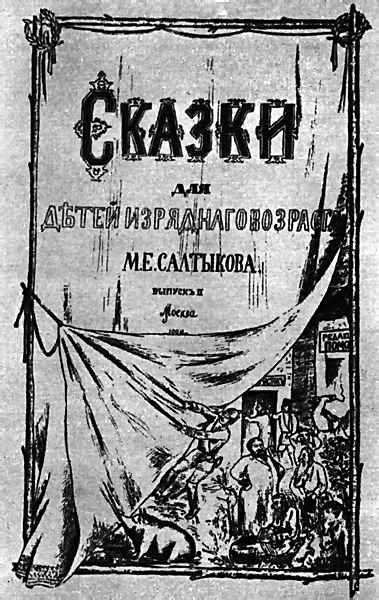 Сказки
для
дѣтей изряднаго возраста
М.Е.Салтыкова.
выпускъ II
Москва